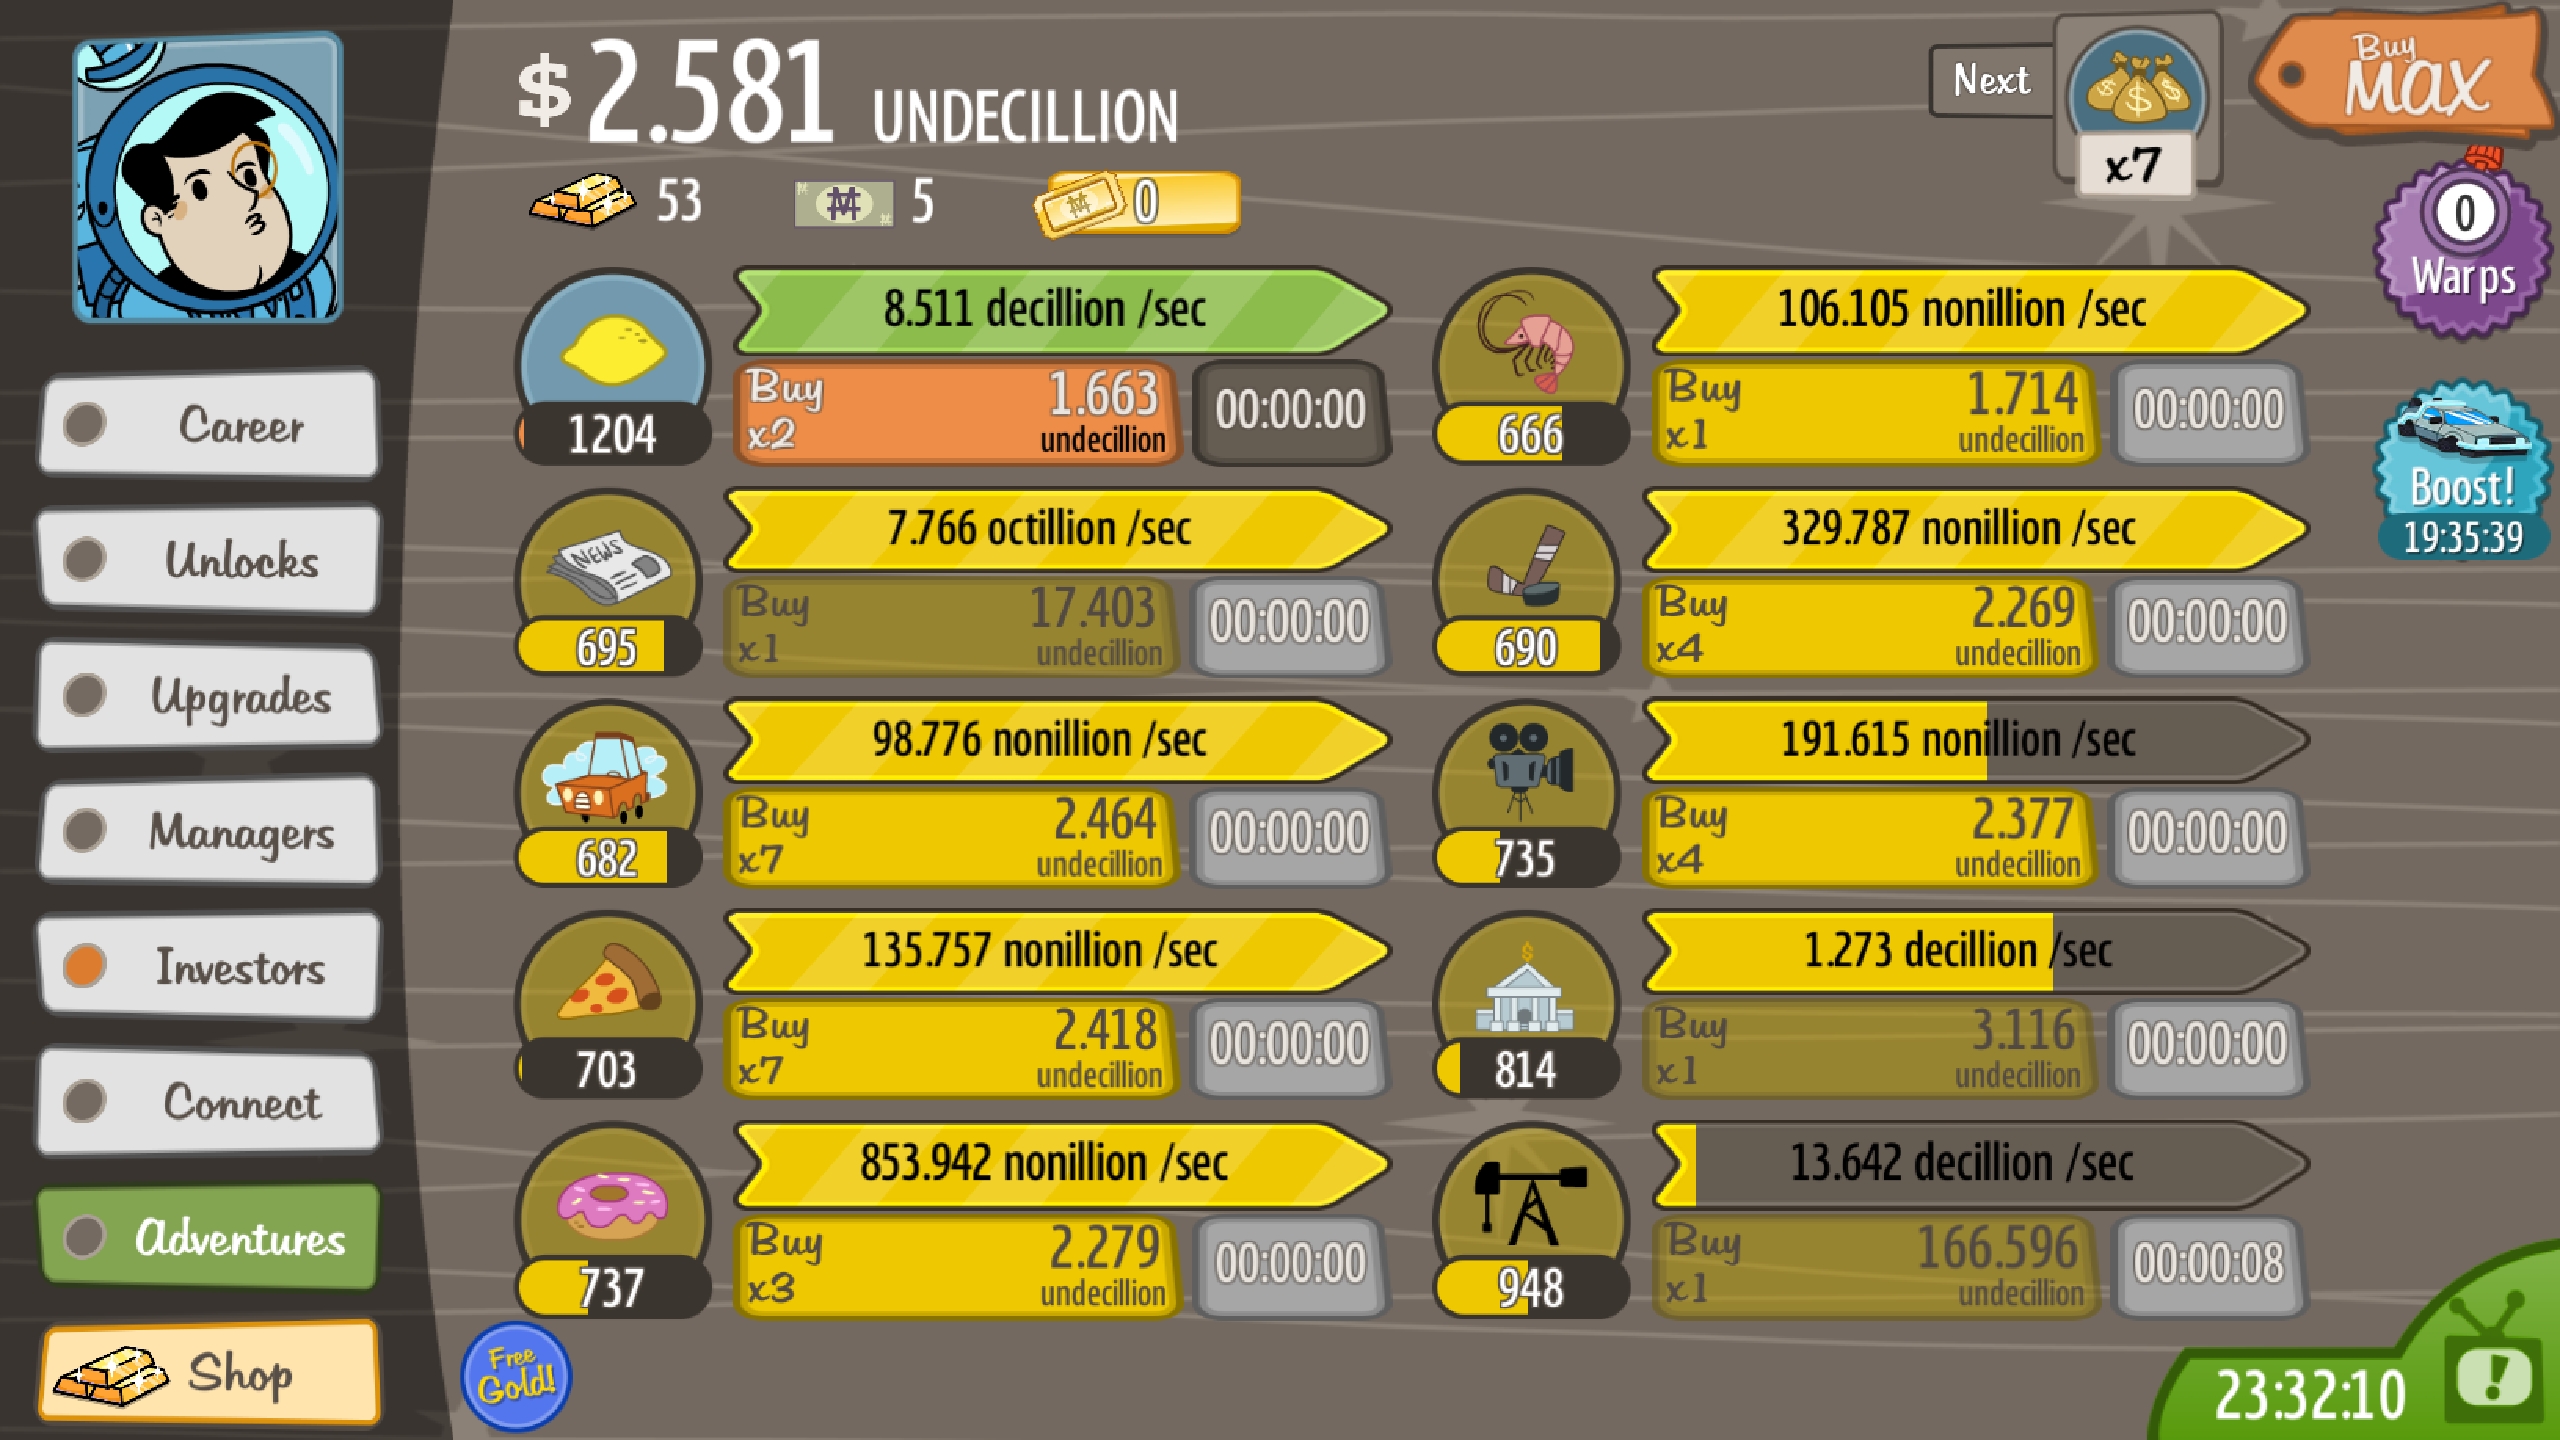 $2.581 UNDECILLION
53
5
0
Next
x7
Buy
MAX
0
Warps
Boost!
19:35:39
Career
Unlocks
Upgrades
Managers
Investors
Connect
Adventures
Shop
8.511 decillion /sec
1204
Buy
x2
1.663
undecillion
00:00:00
NEWS
7.766 octillion /sec
695
Buy
x1
17.403
undecillion
00:00:00
98.776 nonillion /sec
682
Buy
x7
2.464
undecillion
00:00:00
135.757 nonillion /sec
703
Buy
x7
2.418
undecillion
00:00:00
853.942 nonillion /sec
737
Buy
x3
2.279
undecillion
00:00:00
106.105 nonillion /sec
666
Buy
x1
1.714
undecillion
00:00:00
329.787 nonillion /sec
690
Buy
x4
2.269
undecillion
00:00:00
191.615 nonillion /sec
735
Buy
x4
2.377
undecillion
00:00:00
1.273 decillion /sec
814
Buy
x1
3.116
undecillion
00:00:00
13.642 decillion /sec
948
Buy
x1
166.596
undecillion
00:00:08
Free
Gold!
23:32:10
!